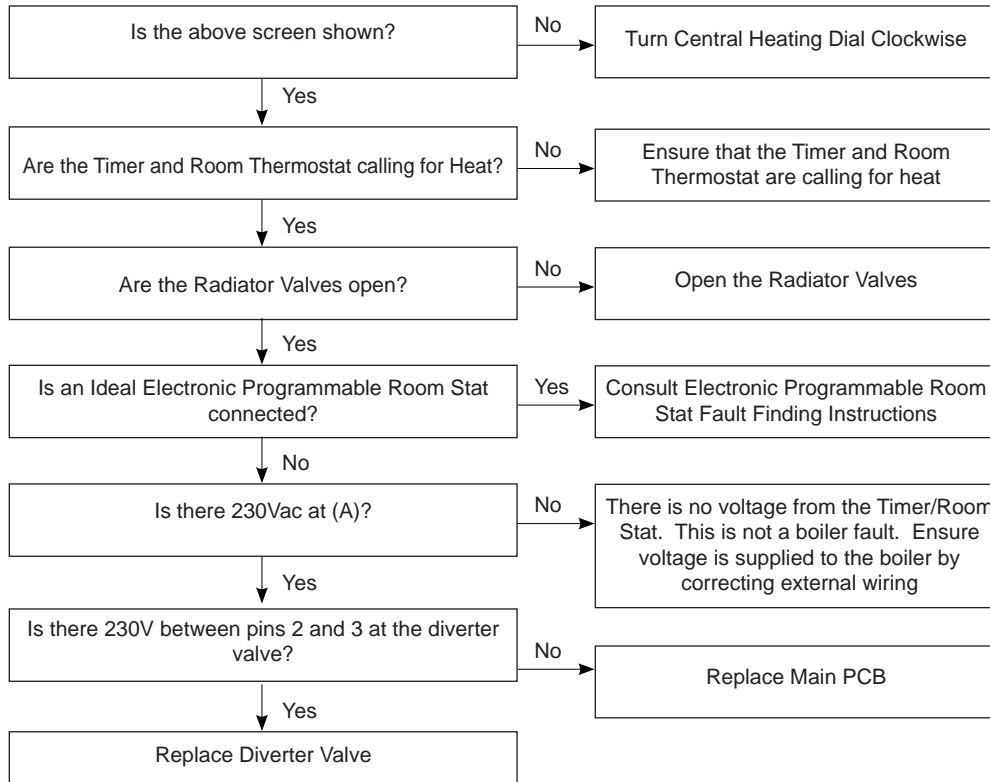 Is the above screen shown?
No
Turn Central Heating Dial Clockwise
Yes
Are the Timer and Room Thermostat calling for Heat?
No
Ensure that the Timer and Room
Thermostat are calling for heat
Yes
Are the Radiator Valves open?
No
Open the Radiator Valves
Yes
Is an Ideal Electronic Programmable Room Stat
connected?
Yes
Consult Electronic Programmable Room
Stat Fault Finding Instructions
No
Is there 230Vac at (A)?
No
There is no voltage from the Timer/Room
Stat. This is not a boiler fault. Ensure
voltage is supplied to the boiler by
correcting external wiring
Yes
Is there 230V between pins 2 and 3 at the diverter
valve?
No
Replace Main PCB
Yes
Replace Diverter Valve